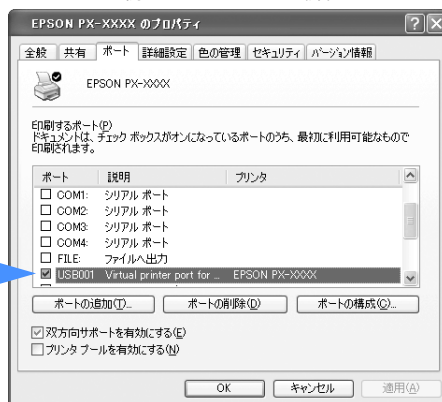 EPSON PX-XXXX のプロパティ
全般 共有 ポート 詳細設定 色の管理 セキュリティ バージョン情報
EPSON PX-XXXX
印刷するポート(P)
ドキュメントは、チェック ボックスがオンになっているポートのうち、最初に利用可能なもので
印刷されます。
ポート 説明 プリンタ
COM1: シリアル ポート
COM2: シリアル ポート
COM3: シリアル ポート
COM4: シリアル ポート
FILE: ファイルへ出力
USB001 Virtual printer port for ... EPSON PX-XXXX
ポートの追加(T)... ポートの削除(D) ポートの構成(C)...
双方向サポートを有効にする(E)
プリンタ プールを有効にする(N)
OK キャンセル 適用(A)